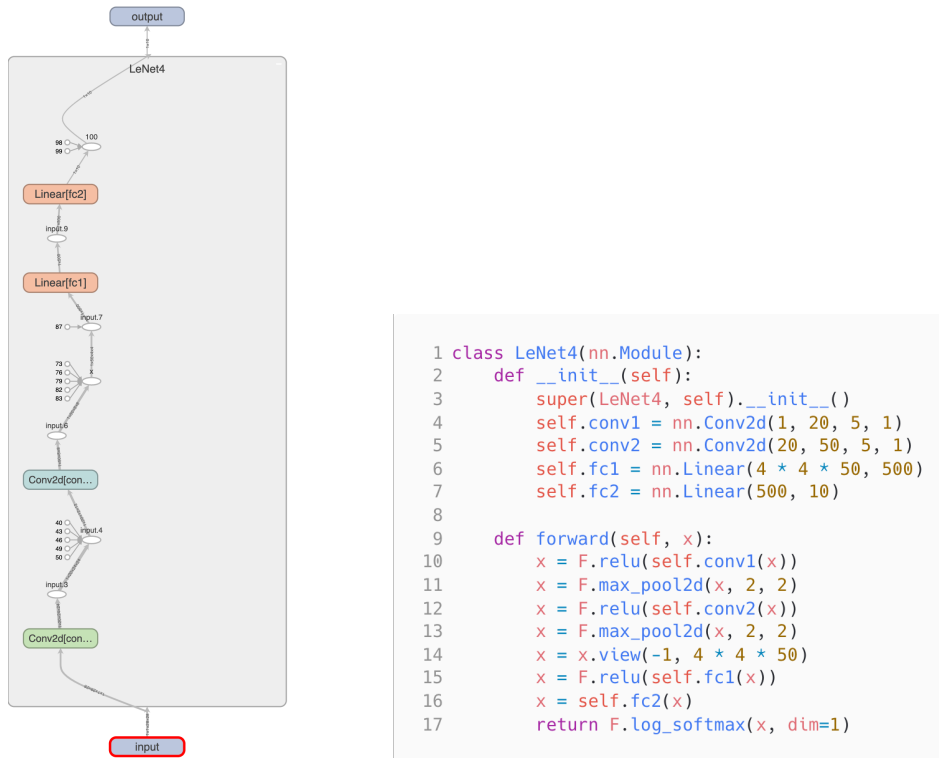 output
LeNet4
98
99
100
Linear[fc2]
input.9
Linear[fc1]
input.7
87
73
76
79
82
83
x
input.6
Conv2d[con...
40
43
46
49
50
input.4
input.3
Conv2d[con...
input
1 class LeNet4(nn.Module):
2     def __init__(self):
3         super(LeNet4, self).__init__()
4         self.conv1 = nn.Conv2d(1, 20, 5, 1)
5         self.conv2 = nn.Conv2d(20, 50, 5, 1)
6         self.fc1 = nn.Linear(4 * 4 * 50, 500)
7         self.fc2 = nn.Linear(500, 10)
8
9     def forward(self, x):
10         x = F.relu(self.conv1(x))
11         x = F.max_pool2d(x, 2, 2)
12         x = F.relu(self.conv2(x))
13         x = F.max_pool2d(x, 2, 2)
14         x = x.view(-1, 4 * 4 * 50)
15         x = F.relu(self.fc1(x))
16         x = self.fc2(x)
17         return F.log_softmax(x, dim=1)